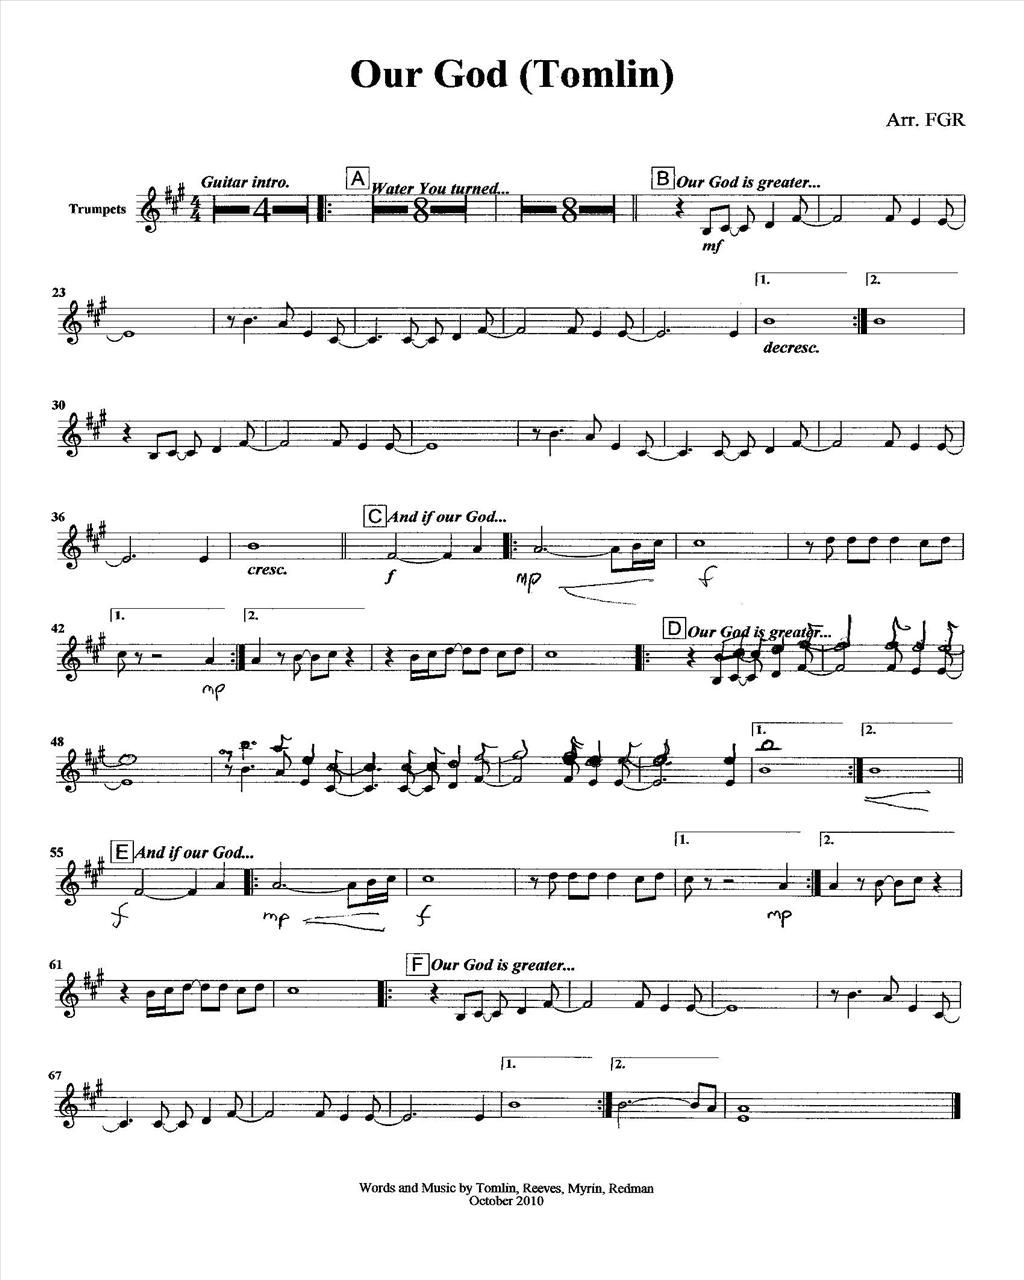 Our God (Tomlin)
Arr. FGR
Guitar intro. A Water You turned... B Our God is greater...
Trumpets 4 4 4 8 8
mf
23 1. 2.
decresc.
30
36 C And if our God...
cresc. f mp f
42 1. 2. D Our God is greater...
mp
48 1. 2.
55 E And if our God... 1. 2.
f mp f mp
61 F Our God is greater...
67 1. 2.
Words and Music by Tomlin, Reeves, Myrin, Redman
October 2010